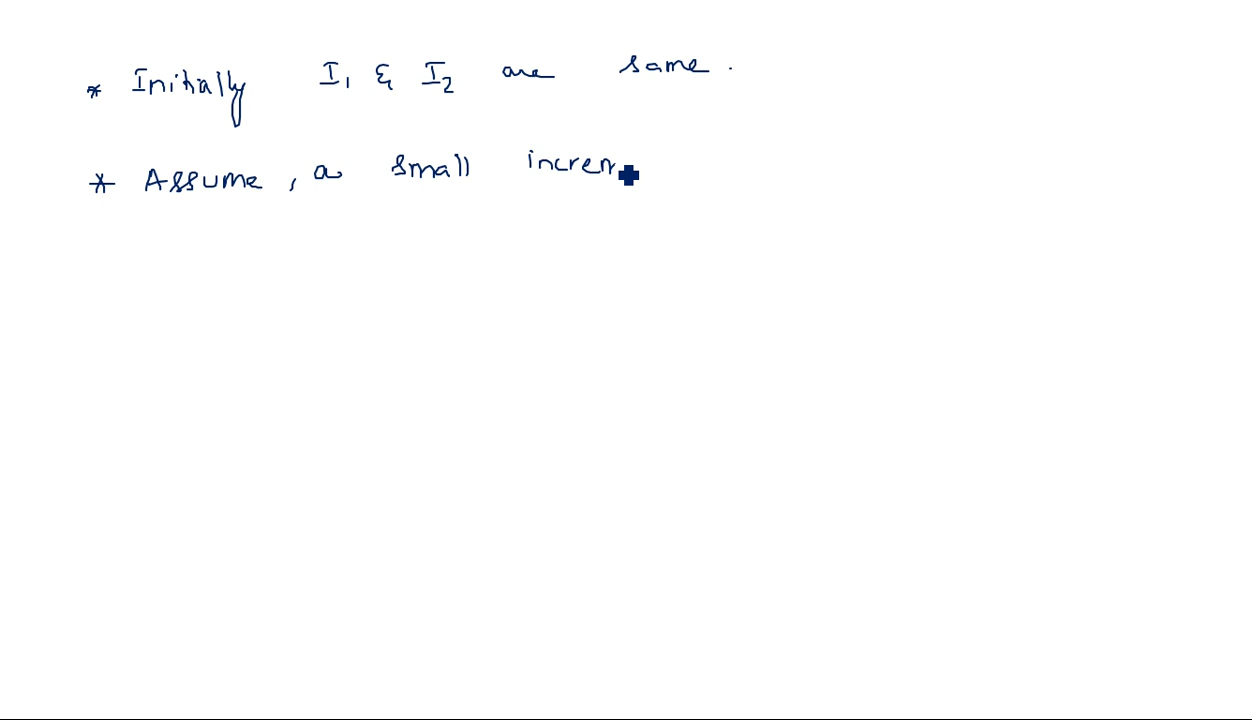 * Initially I₁ & I₂ are same.
* Assume, a small increm